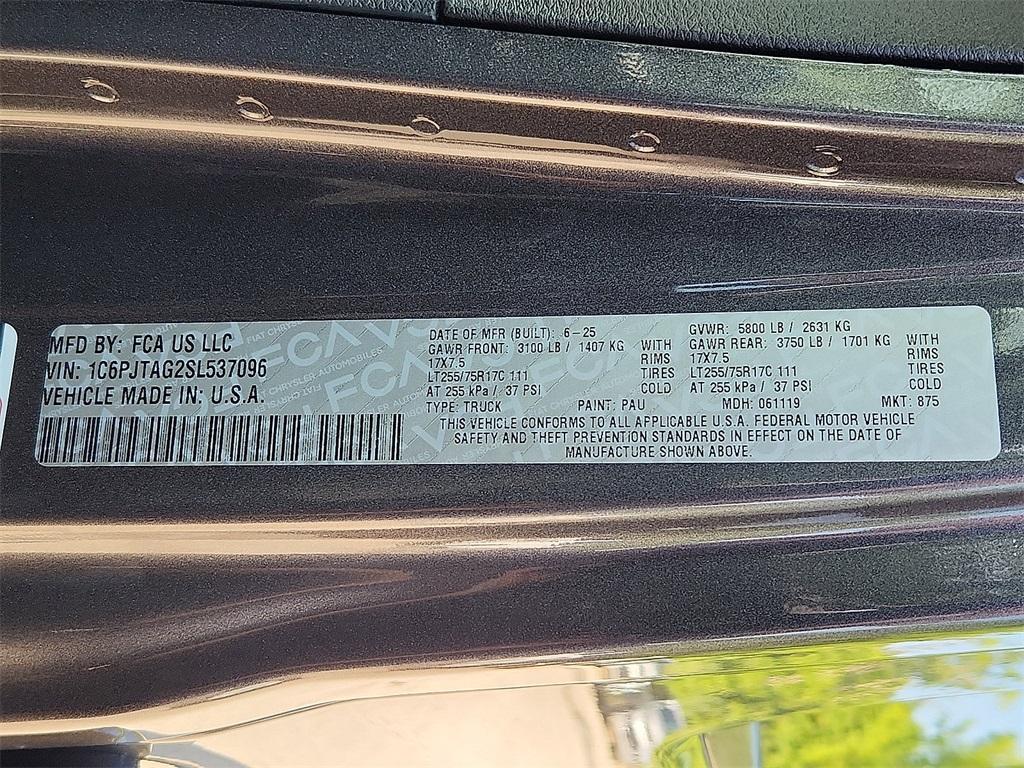 MFD BY: FCA US LLC
VIN: 1C6PJTAG2SL537096
VEHICLE MADE IN: U.S.A.
DATE OF MFR (BUILT): 6-25
GAWR FRONT: 3100 LB / 1407 KG WITH
17X7.5 RIMS
LT255/75R17C 111 TIRES
AT 255 kPa / 37 PSI COLD
GVWR: 5800 LB / 2631 KG
GAWR REAR: 3750 LB / 1701 KG WITH
17X7.5 RIMS
LT255/75R17C 111 TIRES
AT 255 kPa / 37 PSI COLD
TYPE: TRUCK PAINT: PAU MDH: 061119 MKT: 875
THIS VEHICLE CONFORMS TO ALL APPLICABLE U.S.A. FEDERAL MOTOR VEHICLE
SAFETY AND THEFT PREVENTION STANDARDS IN EFFECT ON THE DATE OF
MANUFACTURE SHOWN ABOVE.